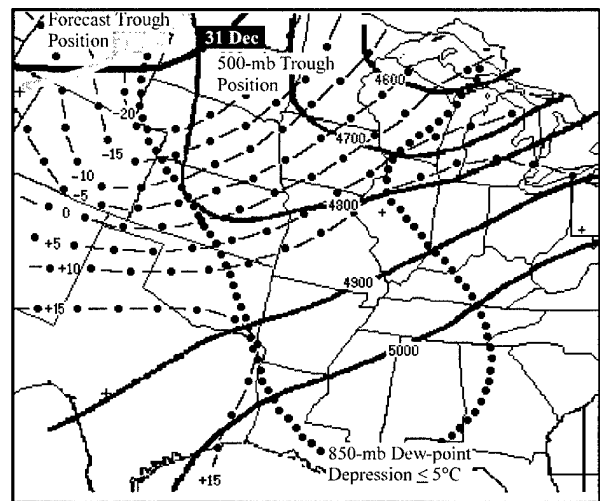 Forecast Trough
Position
31 Dec
500-mb Trough
Position
4600
−20
4700
−15
−10
−5
0
4800
+5
+10
4900
+15
5000
850-mb Dew-point
Depression ≤ 5°C
+15